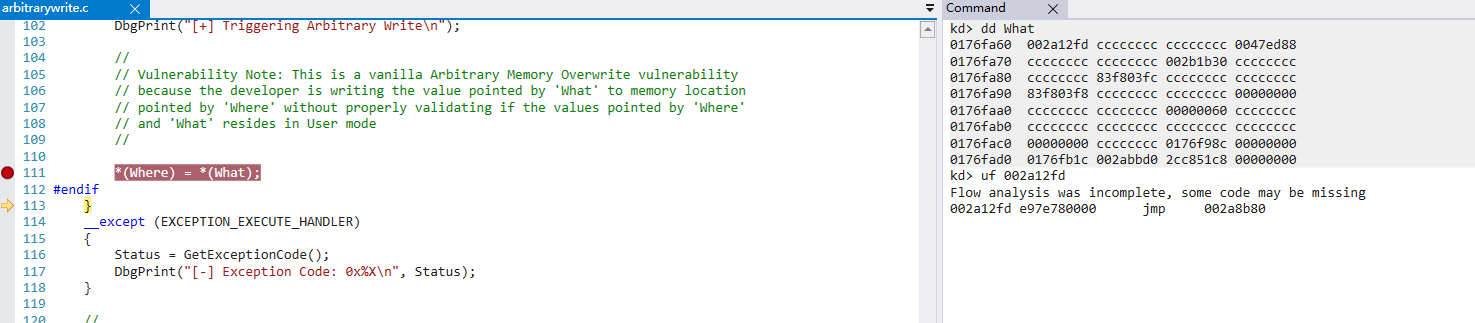 arbitrarywrite.c
102 DbgPrint("[+] Triggering Arbitrary Write\n");
103
104 //
105 // Vulnerability Note: This is a vanilla Arbitrary Memory Overwrite vulnerability
106 // because the developer is writing the value pointed by 'What' to memory location
107 // pointed by 'Where' without properly validating if the values pointed by 'Where'
108 // and 'What' resides in User mode
109 //
110
111 *(Where) = *(What);
112 #endif
113 }
114 __except (EXCEPTION_EXECUTE_HANDLER)
115 {
116 Status = GetExceptionCode();
117 DbgPrint("[-] Exception Code: 0x%X\n", Status);
118 }
119
120 //
Command
kd> dd What
0176fa60 002a12fd cccccccc cccccccc 0047ed88
0176fa70 cccccccc cccccccc 002b1b30 cccccccc
0176fa80 cccccccc 83f803fc cccccccc cccccccc
0176fa90 83f803f8 cccccccc cccccccc 00000000
0176faa0 cccccccc cccccccc 00000060 cccccccc
0176fab0 cccccccc cccccccc cccccccc cccccccc
0176fac0 00000000 cccccccc 0176f98c 00000000
0176fad0 0176fb1c 002abbd0 2cc851c8 00000000
kd> uf 002a12fd
Flow analysis was incomplete, some code may be missing
002a12fd e97e780000 jmp 002a8b80